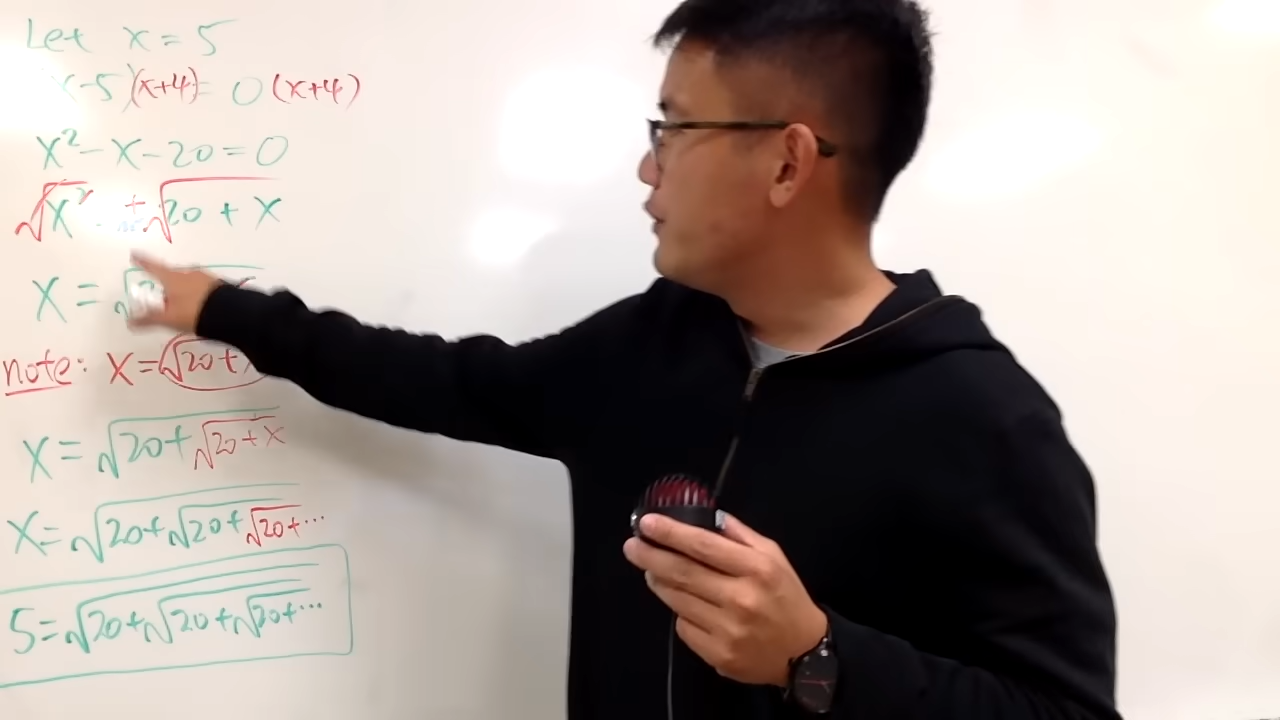 Let x = 5
x-5)(x+4) = 0 (x+4)
x² - x - 20 = 0
√x² ±√20 + x
x = √2
note: x = √20+x
x = √20+√20+x
x = √20+√20+√20+...
5 = √20+√20+√20+...